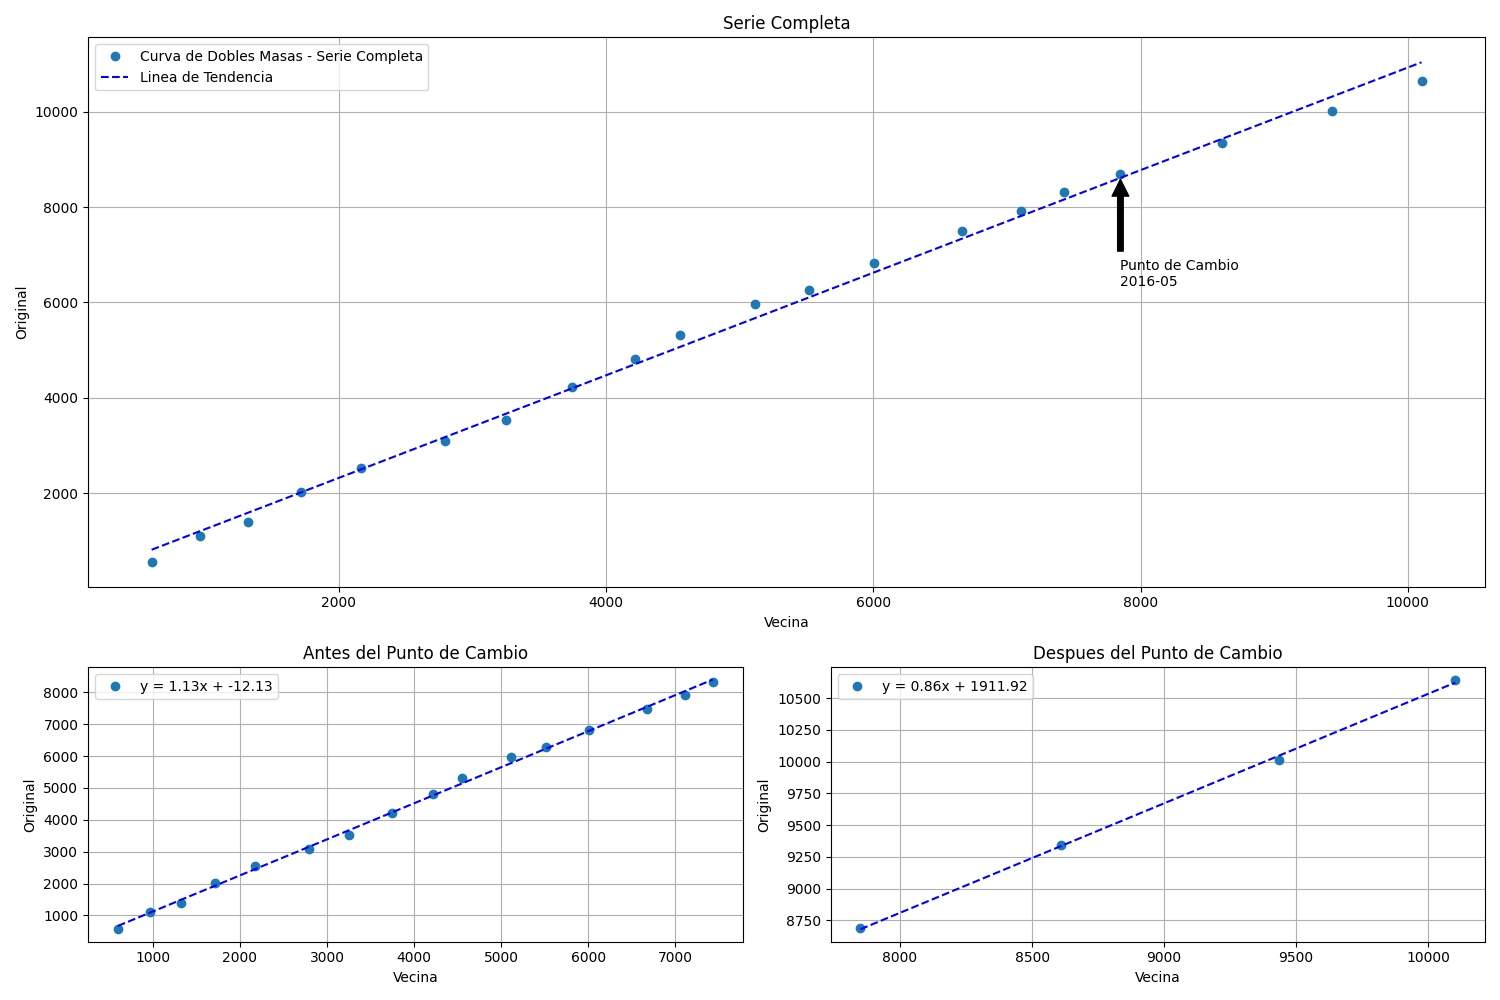 Serie Completa
Curva de Dobles Masas - Serie Completa
Linea de Tendencia
10000
8000
6000
4000
2000
Original
Punto de Cambio
2016-05
2000
4000
6000
8000
10000
Vecina
Antes del Punto de Cambio
y = 1.13x + -12.13
8000
7000
6000
5000
4000
3000
2000
1000
Original
1000
2000
3000
4000
5000
6000
7000
Vecina
Despues del Punto de Cambio
y = 0.86x + 1911.92
10500
10250
10000
9750
9500
9250
9000
8750
Original
8000
8500
9000
9500
10000
Vecina